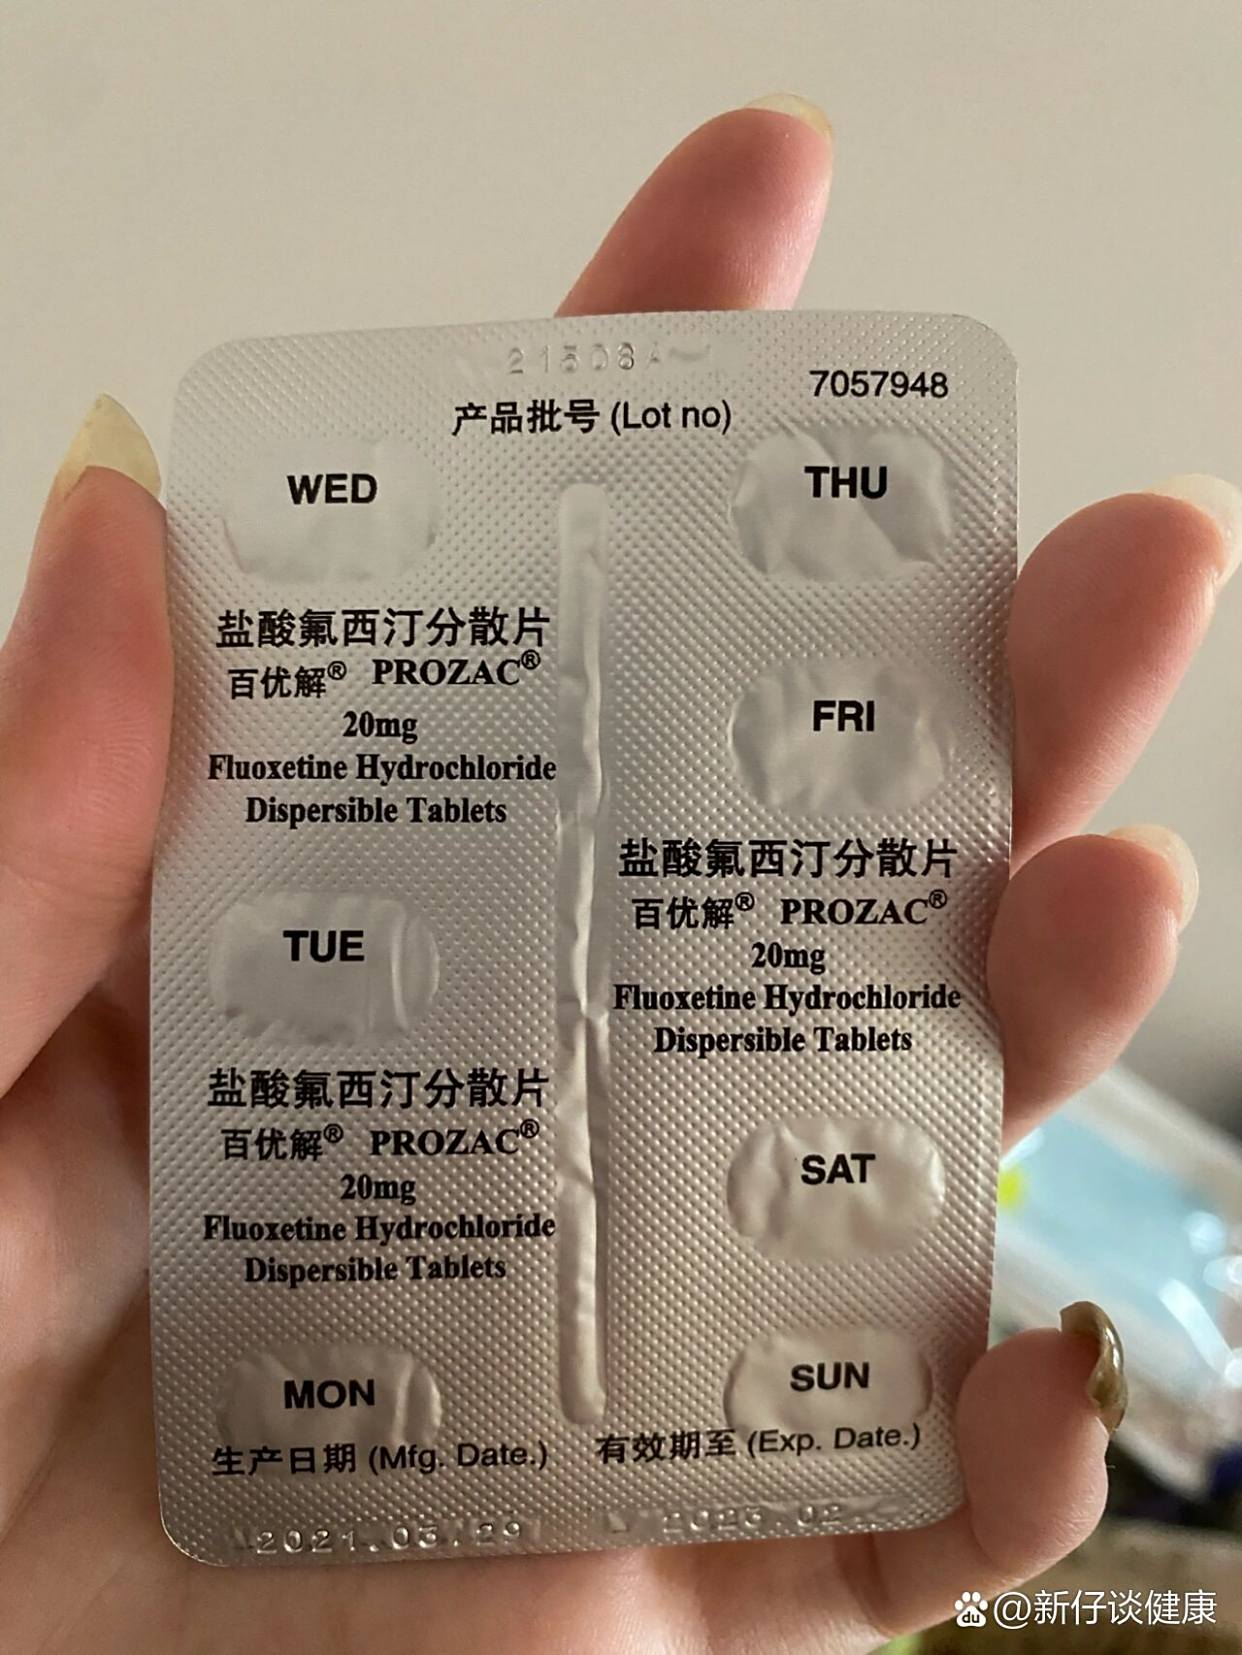 21508A
7057948
产品批号 (Lot no)
WED
THU
盐酸氟西汀分散片
百优解® PROZAC®
20mg
Fluoxetine Hydrochloride
Dispersible Tablets
FRI
盐酸氟西汀分散片
百优解® PROZAC®
20mg
Fluoxetine Hydrochloride
Dispersible Tablets
TUE
盐酸氟西汀分散片
百优解® PROZAC®
20mg
Fluoxetine Hydrochloride
Dispersible Tablets
SAT
MON
SUN
生产日期 (Mfg. Date.)
有效期至 (Exp. Date.)
2021.03.29
du @新仔谈健康